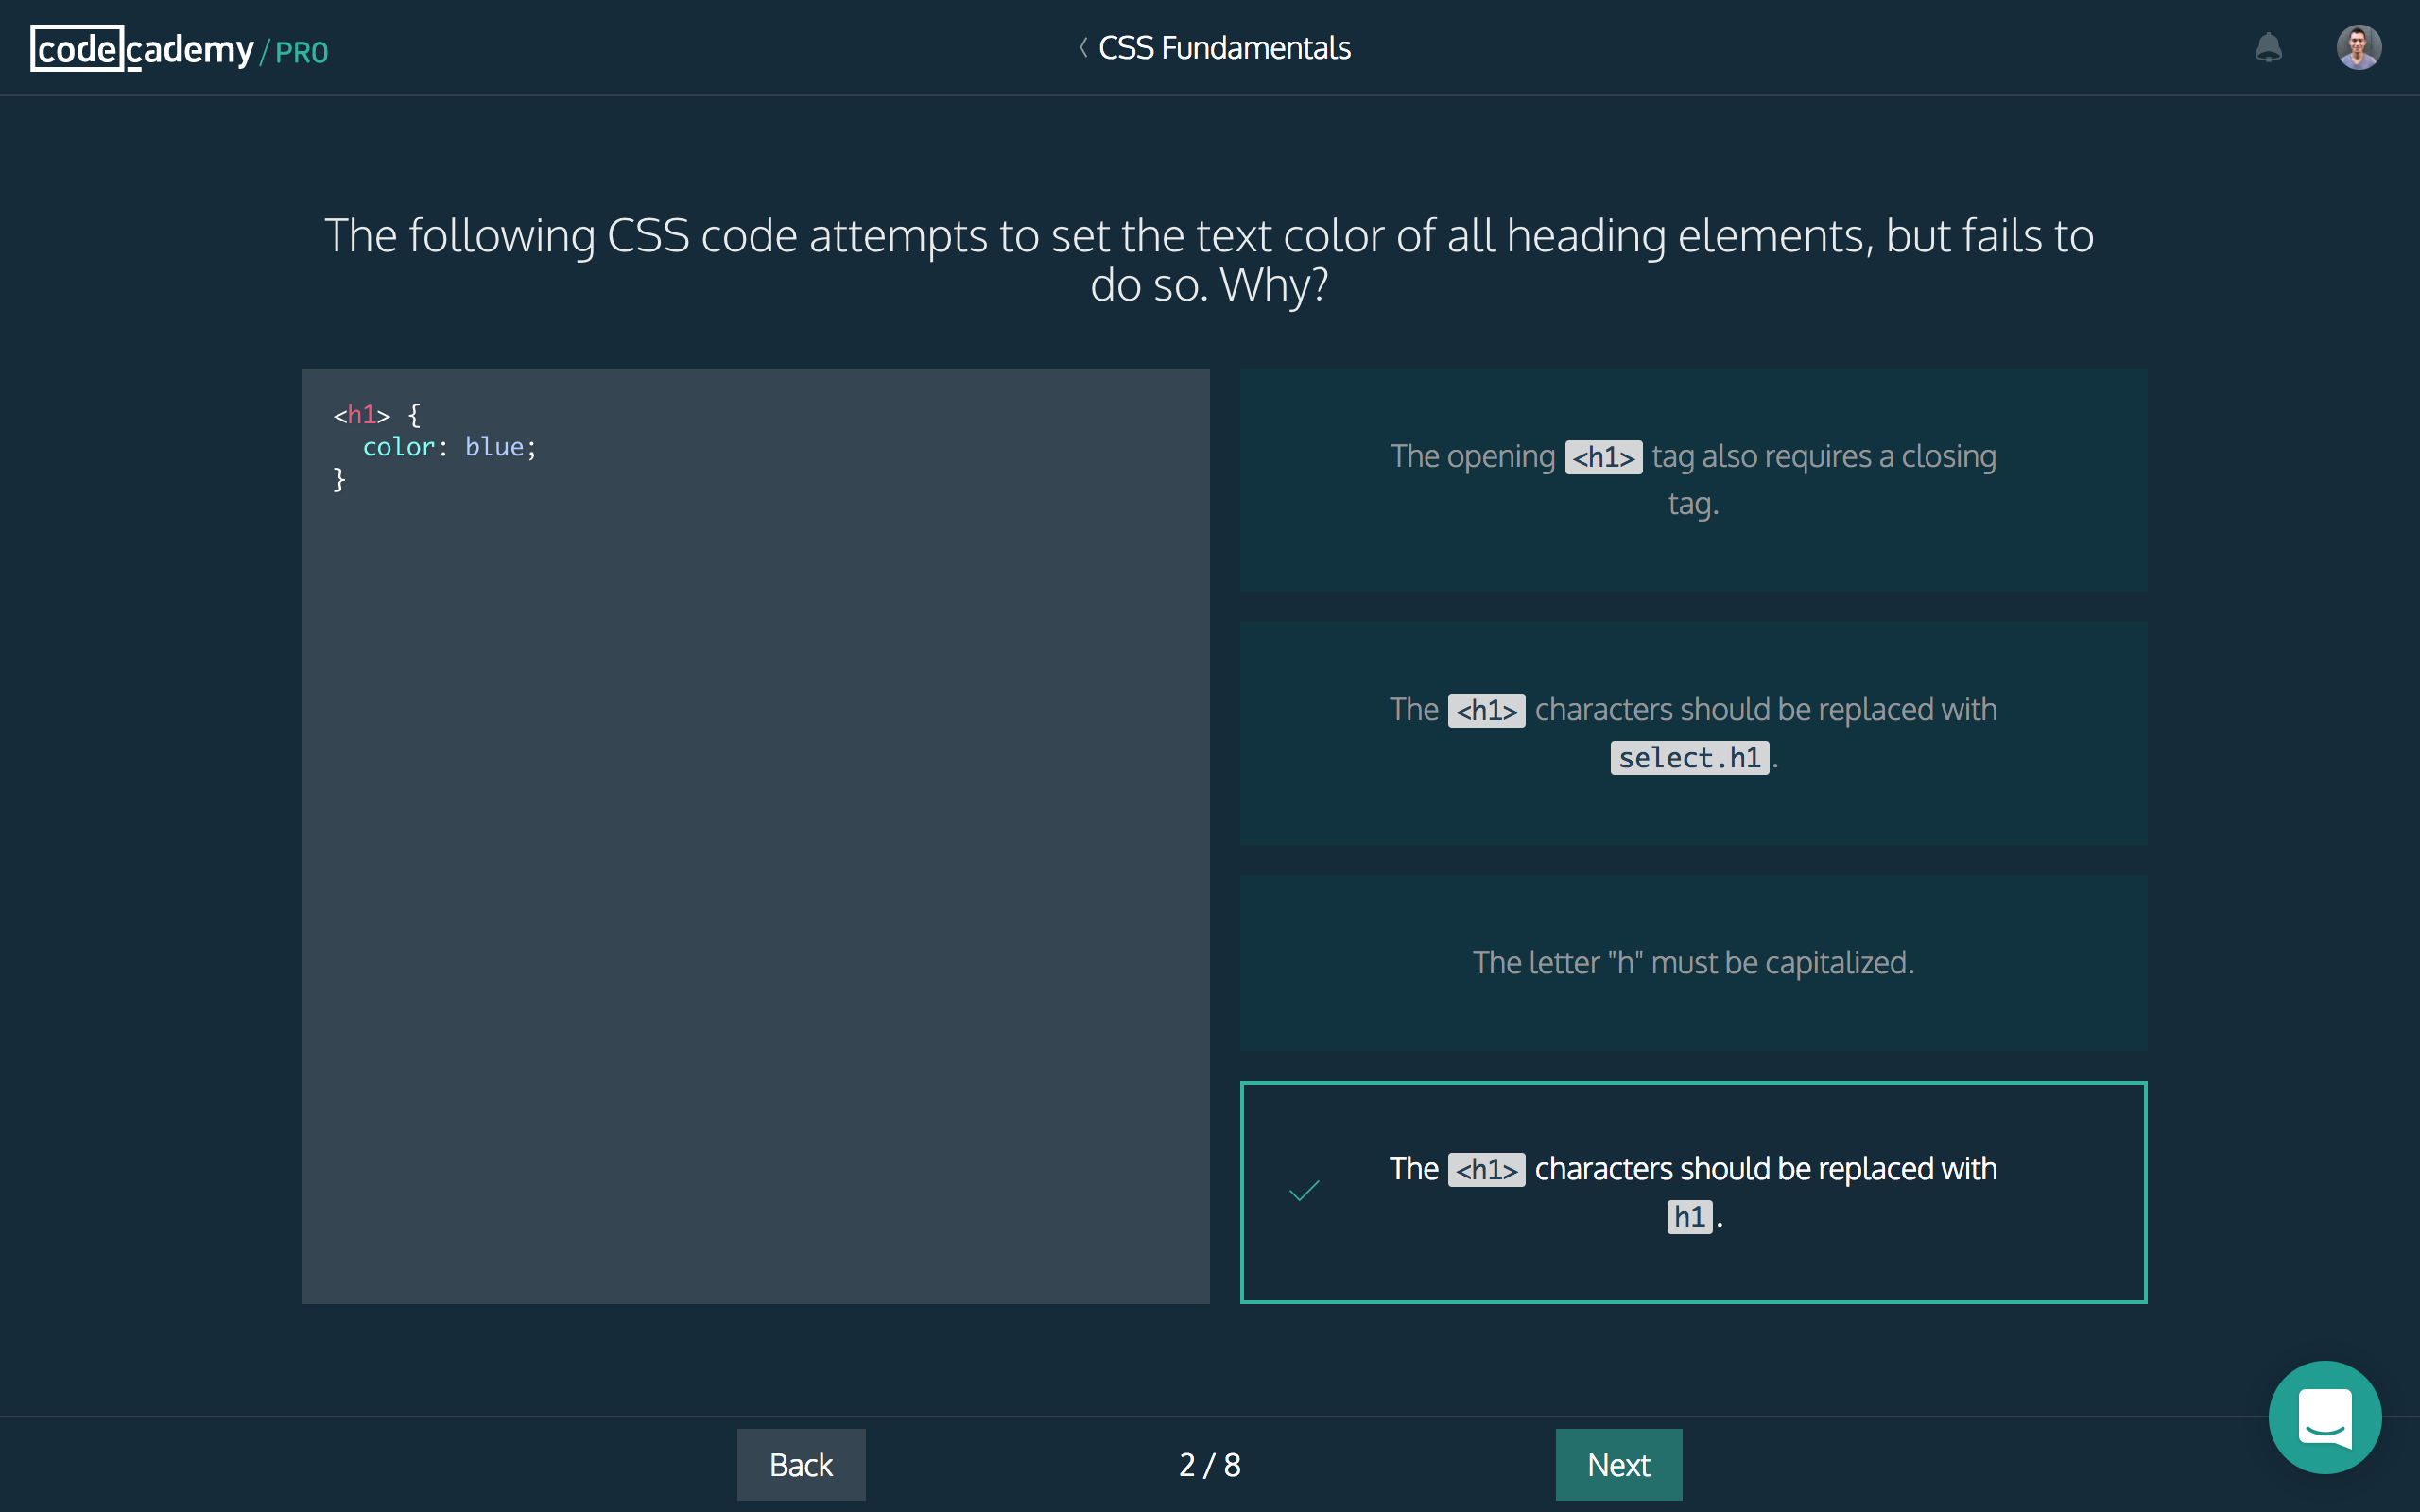 codecademy/PRO
CSS Fundamentals
The following CSS code attempts to set the text color of all heading elements, but fails to
do so. Why?
<h1> {
  color: blue;
}
The opening <h1> tag also requires a closing
tag.
The <h1> characters should be replaced with
select.h1.
The letter "h" must be capitalized.
The <h1> characters should be replaced with
h1.
Back
2 / 8
Next